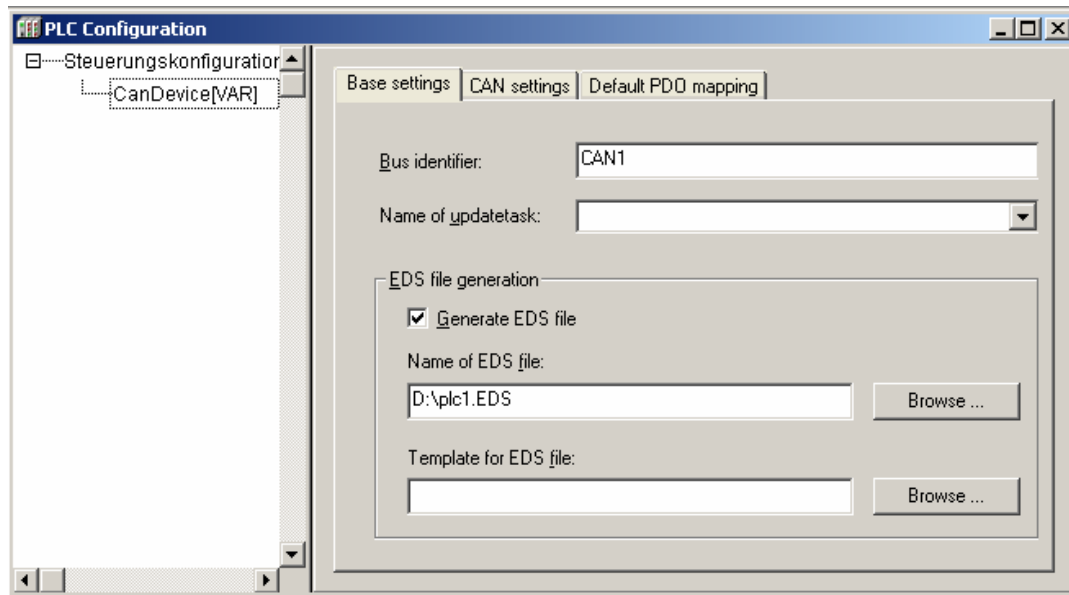 PLC Configuration
Steuerungskonfiguration
CanDevice[VAR]
Base settings
CAN settings
Default PDO mapping
Bus identifier:
CAN1
Name of updatetask:
EDS file generation
Generate EDS file
Name of EDS file:
D:\plc1.EDS
Browse ...
Template for EDS file:
Browse ...